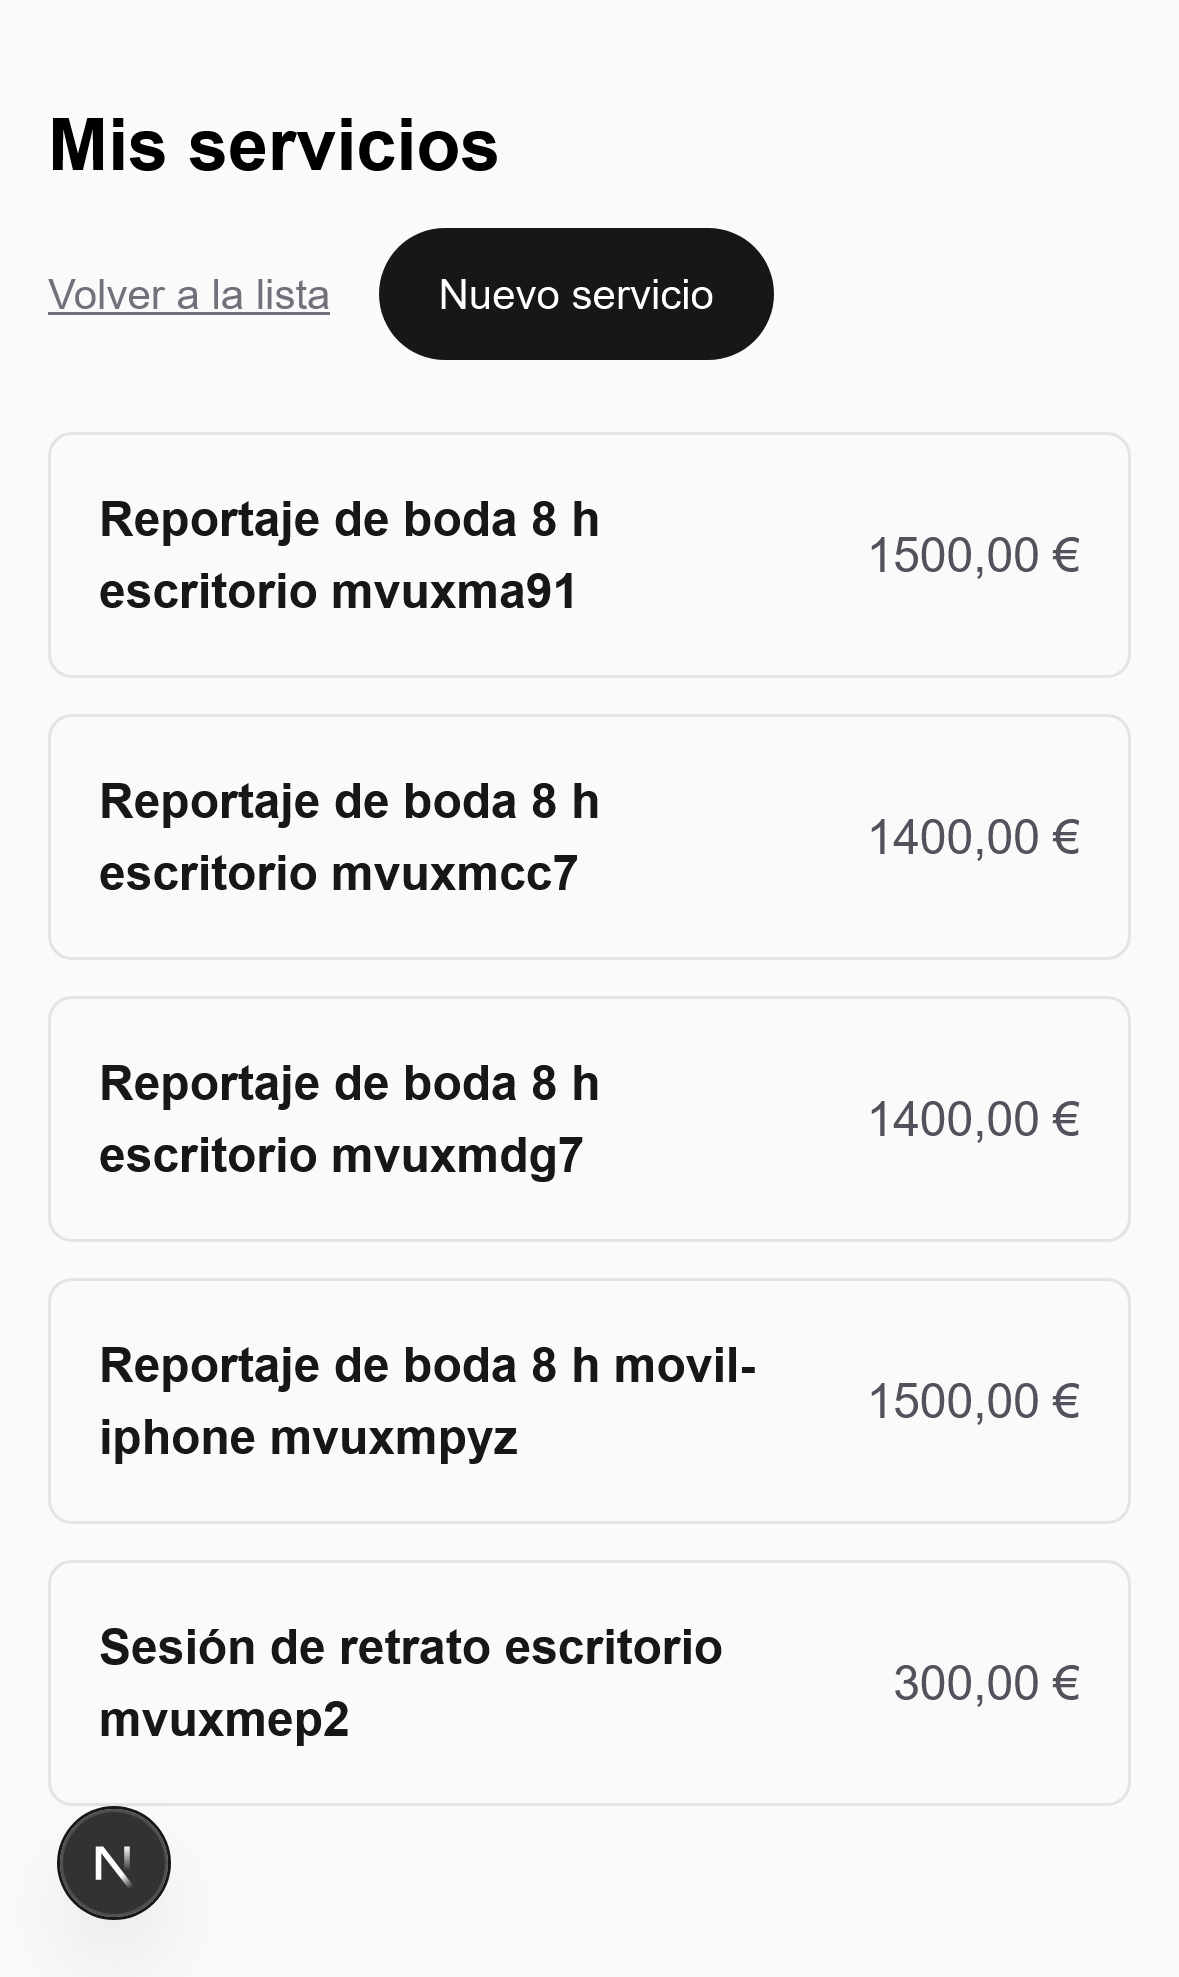 Mis servicios
Volver a la lista
Nuevo servicio
Reportaje de boda 8 h
escritorio mvuxma91
1500,00 €
Reportaje de boda 8 h
escritorio mvuxmcc7
1400,00 €
Reportaje de boda 8 h
escritorio mvuxmdg7
1400,00 €
Reportaje de boda 8 h movil-
iphone mvuxmpyz
1500,00 €
Sesión de retrato escritorio
mvuxmep2
300,00 €
N